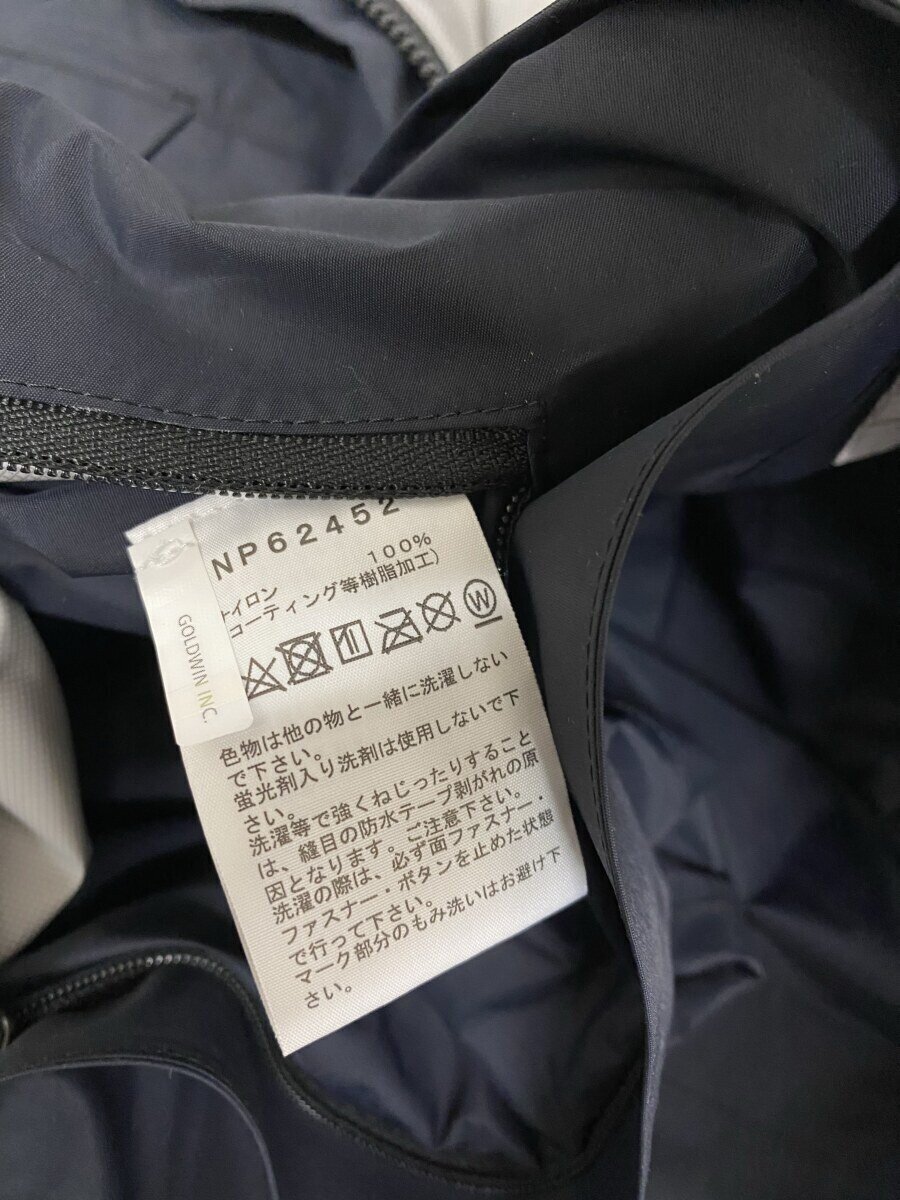 NP62452
ナイロン 100%
(コーティング等樹脂加工)
GOLDWIN INC.
W
色物は他の物と一緒に洗濯しない
で下さい。
蛍光剤入り洗剤は使用しないで下
さい。
洗濯等で強くねじったりすること
は、縫目の防水テープ剥がれの原
因となります。ご注意下さい。
洗濯の際は、必ず面ファスナー・
ファスナー・ボタンを止めた状態
で行って下さい。
マーク部分のもみ洗いはお避け下
さい。